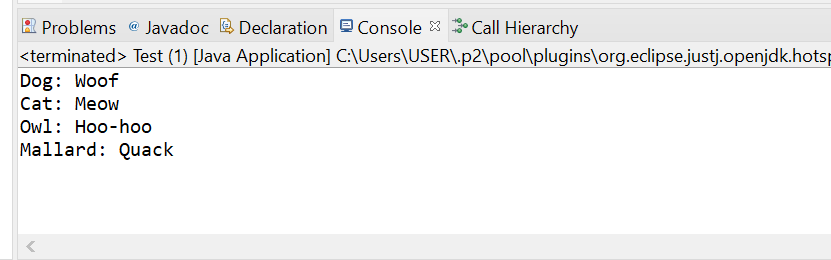 Problems @ Javadoc Declaration Console Call Hierarchy
<terminated> Test (1) [Java Application] C:\Users\USER\.p2\pool\plugins\org.eclipse.justj.openjdk.hotsp
Dog: Woof
Cat: Meow
Owl: Hoo-hoo
Mallard: Quack